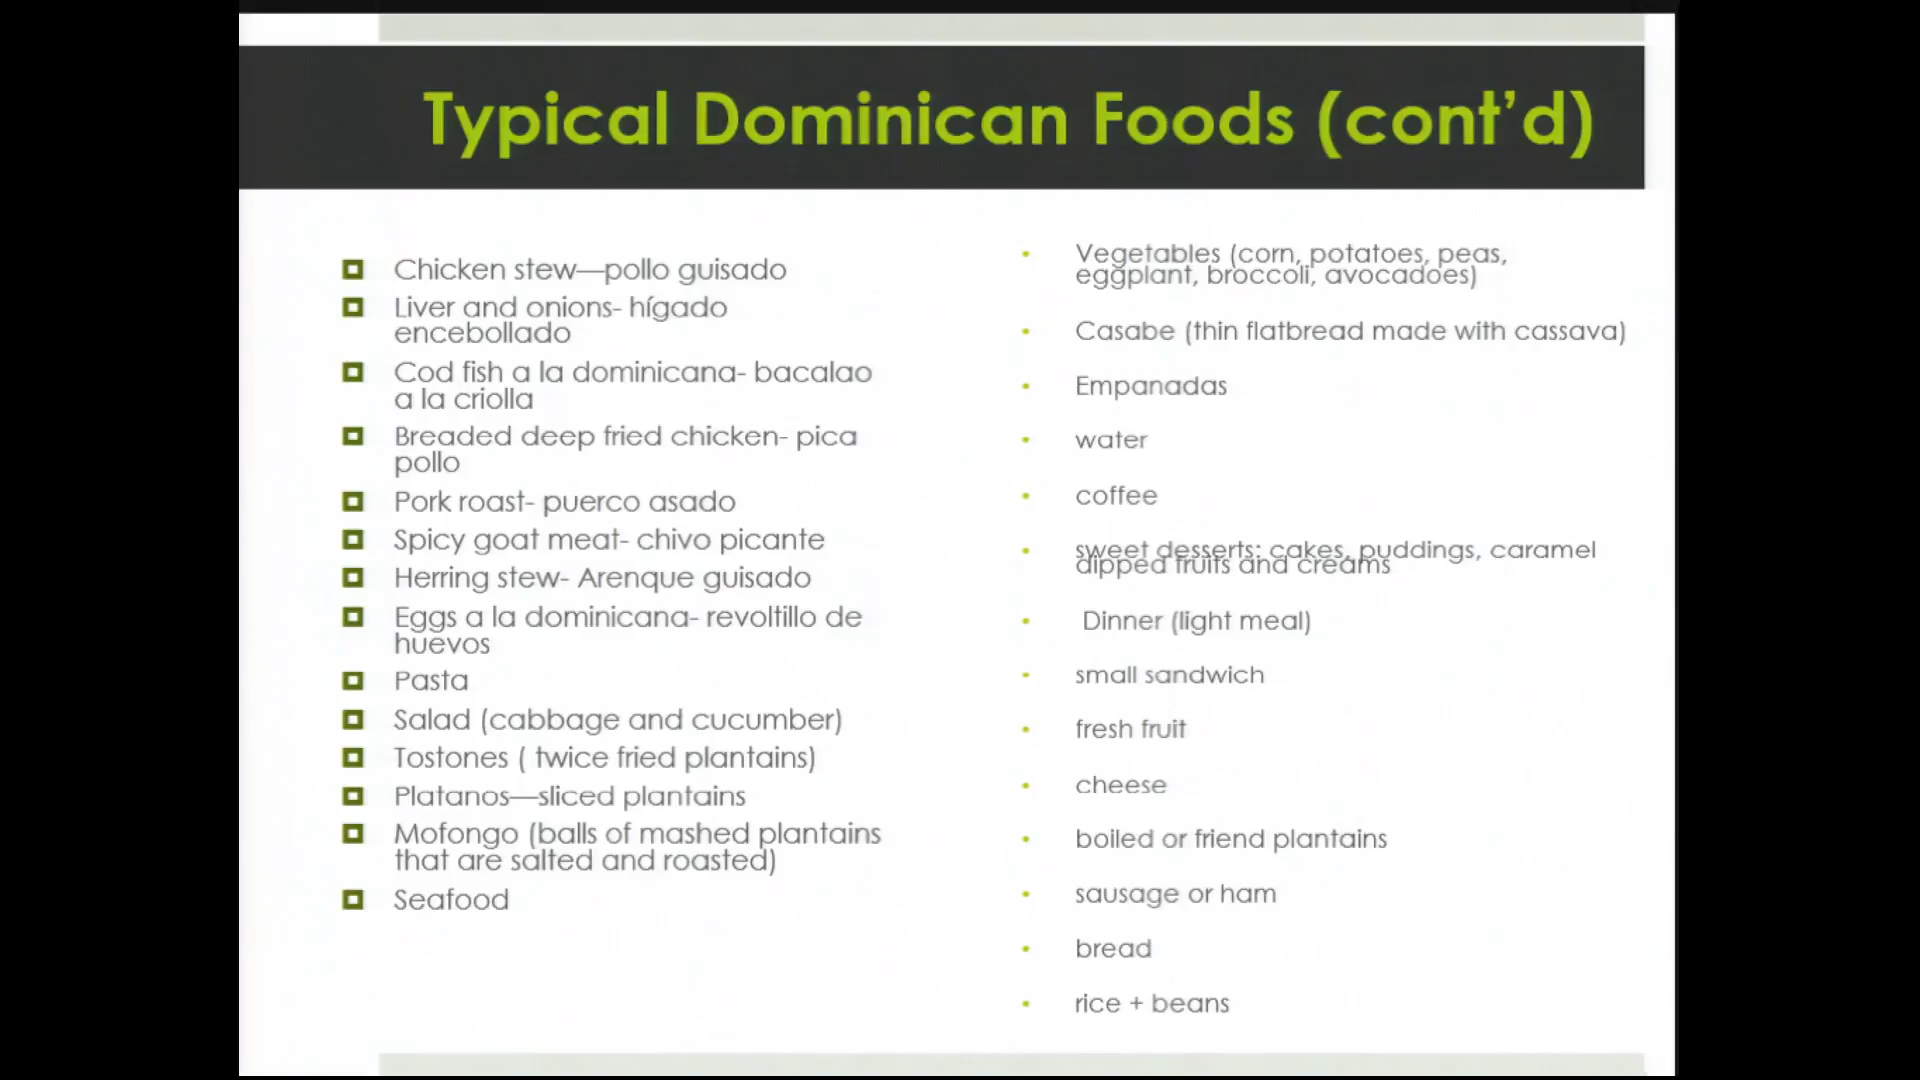 Typical Dominican Foods (cont’d)
Chicken stew—pollo guisado
Liver and onions- hígado
encebollado
Cod fish a la dominicana- bacalao
a la criolla
Breaded deep fried chicken- pica
pollo
Pork roast- puerco asado
Spicy goat meat- chivo picante
Herring stew- Arenque guisado
Eggs a la dominicana- revoltillo de
huevos
Pasta
Salad (cabbage and cucumber)
Tostones ( twice fried plantains)
Platanos—sliced plantains
Mofongo (balls of mashed plantains
that are salted and roasted)
Seafood
Vegetables (corn, potatoes, peas,
eggplant, broccoli, avocadoes)
Casabe (thin flatbread made with cassava)
Empanadas
water
coffee
sweet desserts: cakes, puddings, caramel
dipped fruits and creams
Dinner (light meal)
small sandwich
fresh fruit
cheese
boiled or friend plantains
sausage or ham
bread
rice + beans